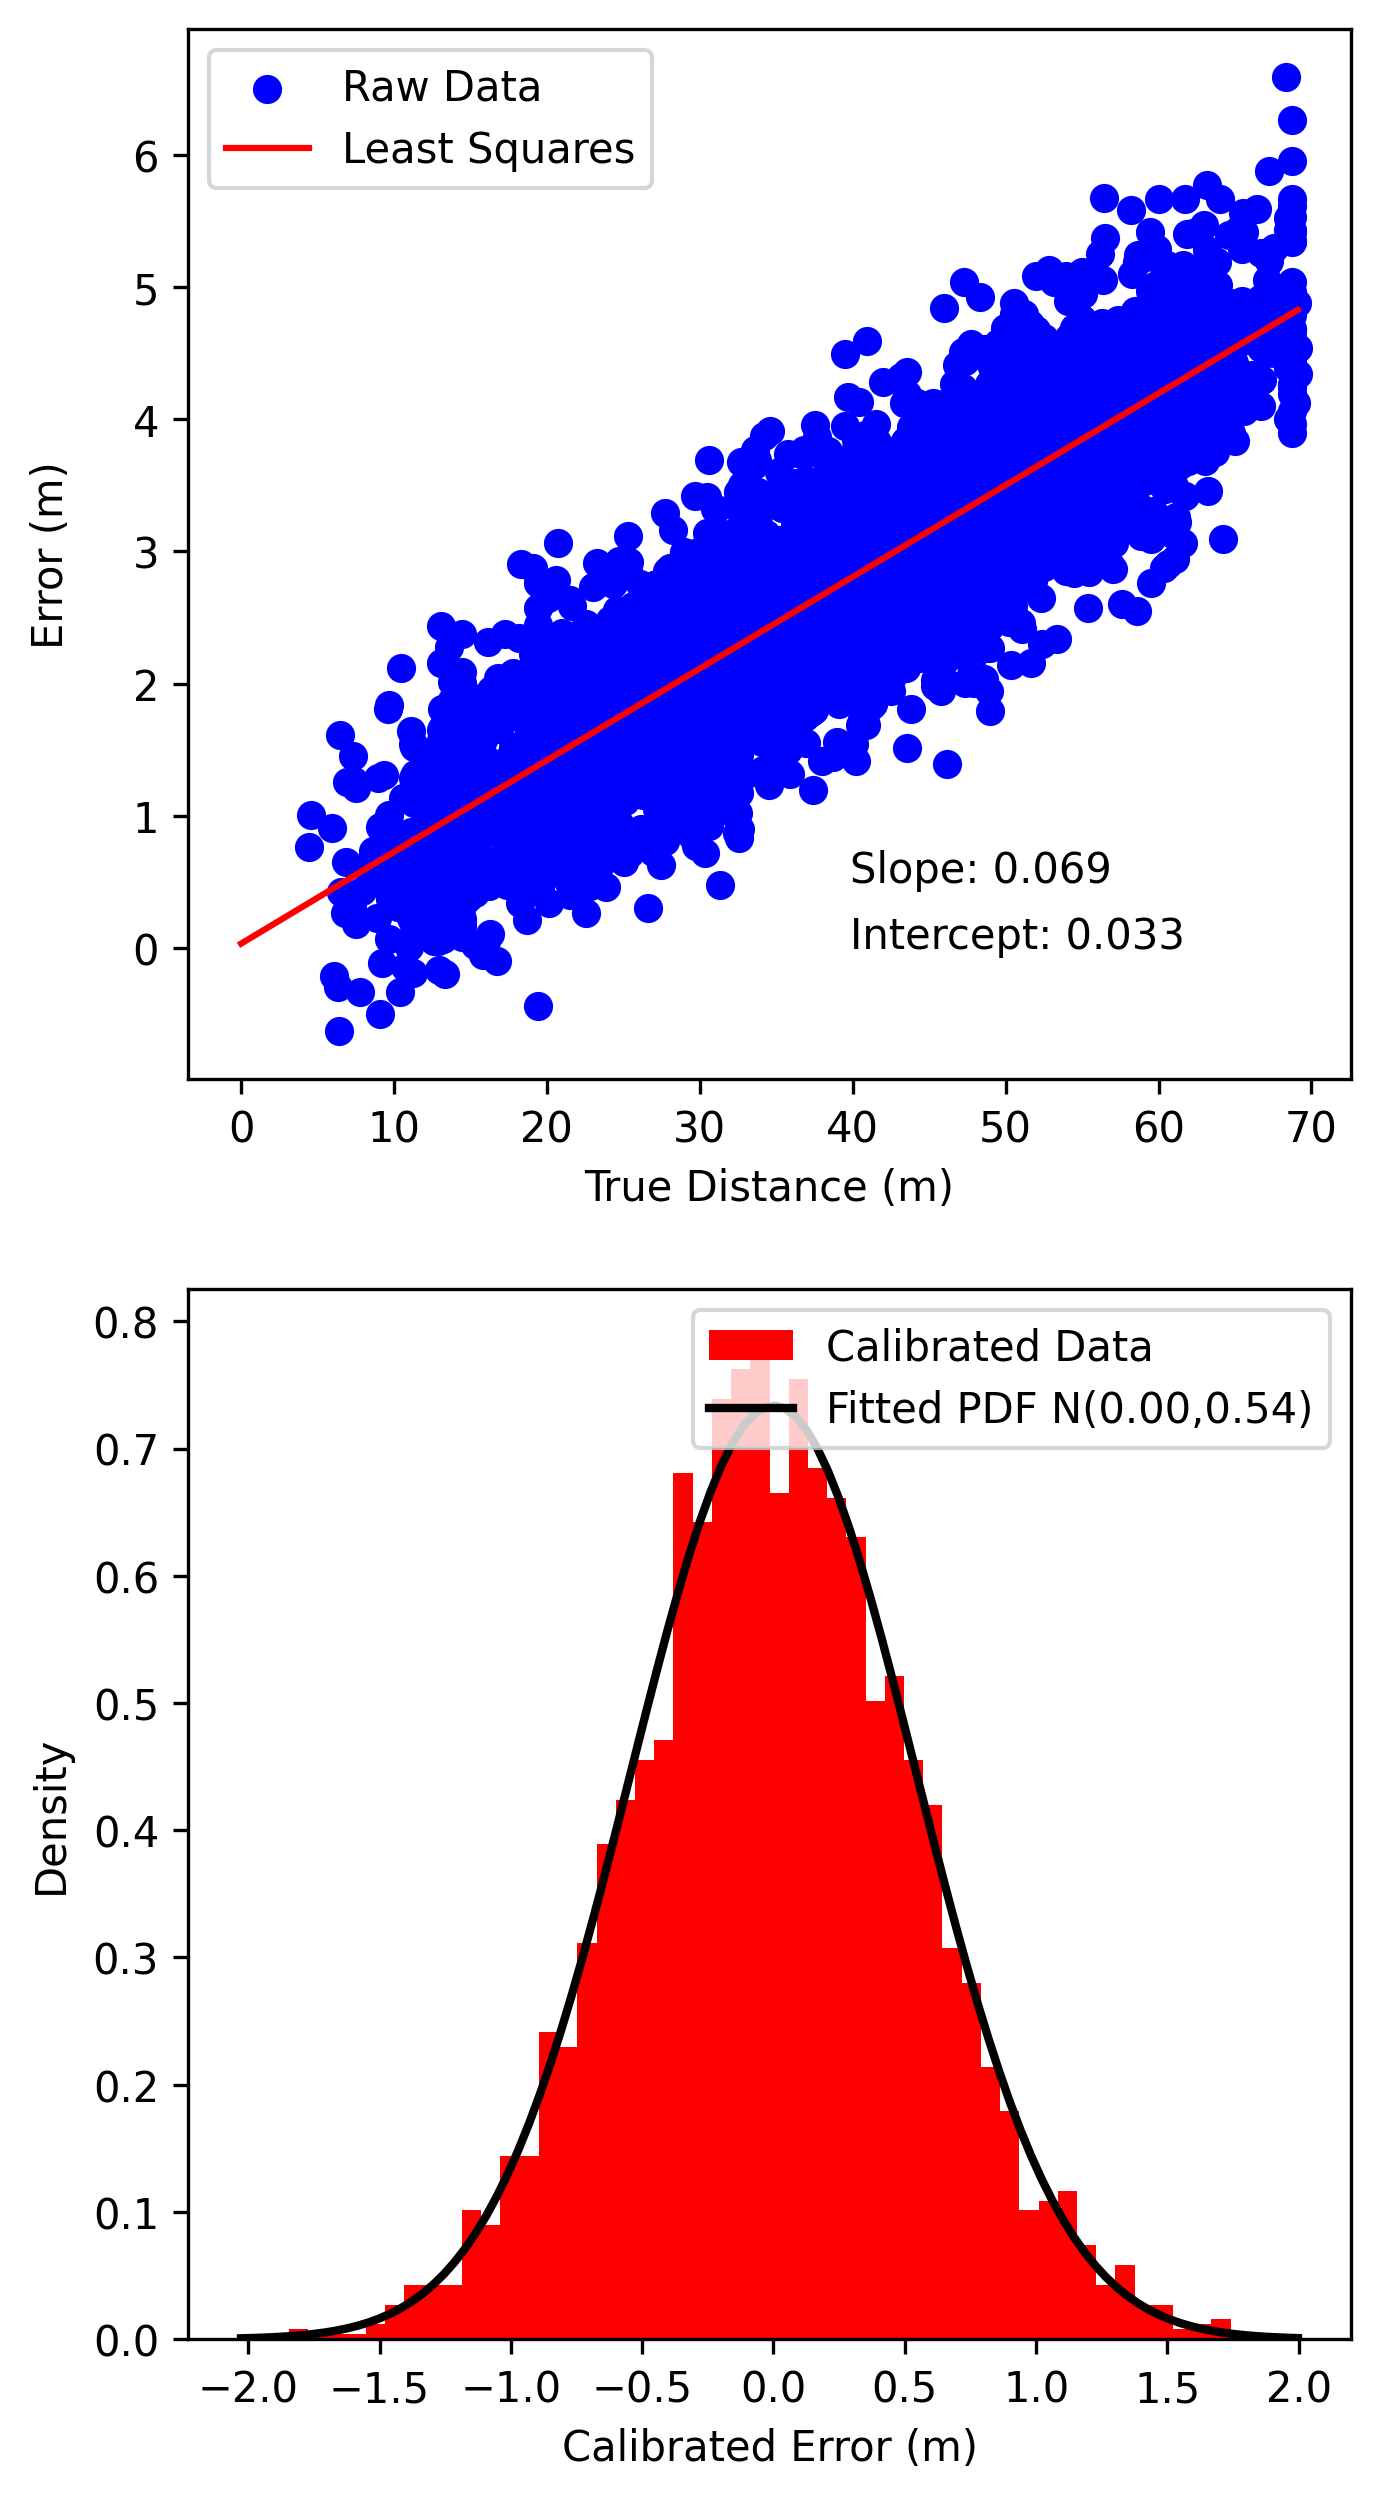 Raw Data
Least Squares
6
5
4
3
2
1
0
Error (m)
Slope: 0.069
Intercept: 0.033
0 10 20 30 40 50 60 70
True Distance (m)
Calibrated Data
Fitted PDF N(0.00,0.54)
0.8
0.7
0.6
0.5
0.4
0.3
0.2
0.1
0.0
Density
−2.0 −1.5 −1.0 −0.5 0.0 0.5 1.0 1.5 2.0
Calibrated Error (m)